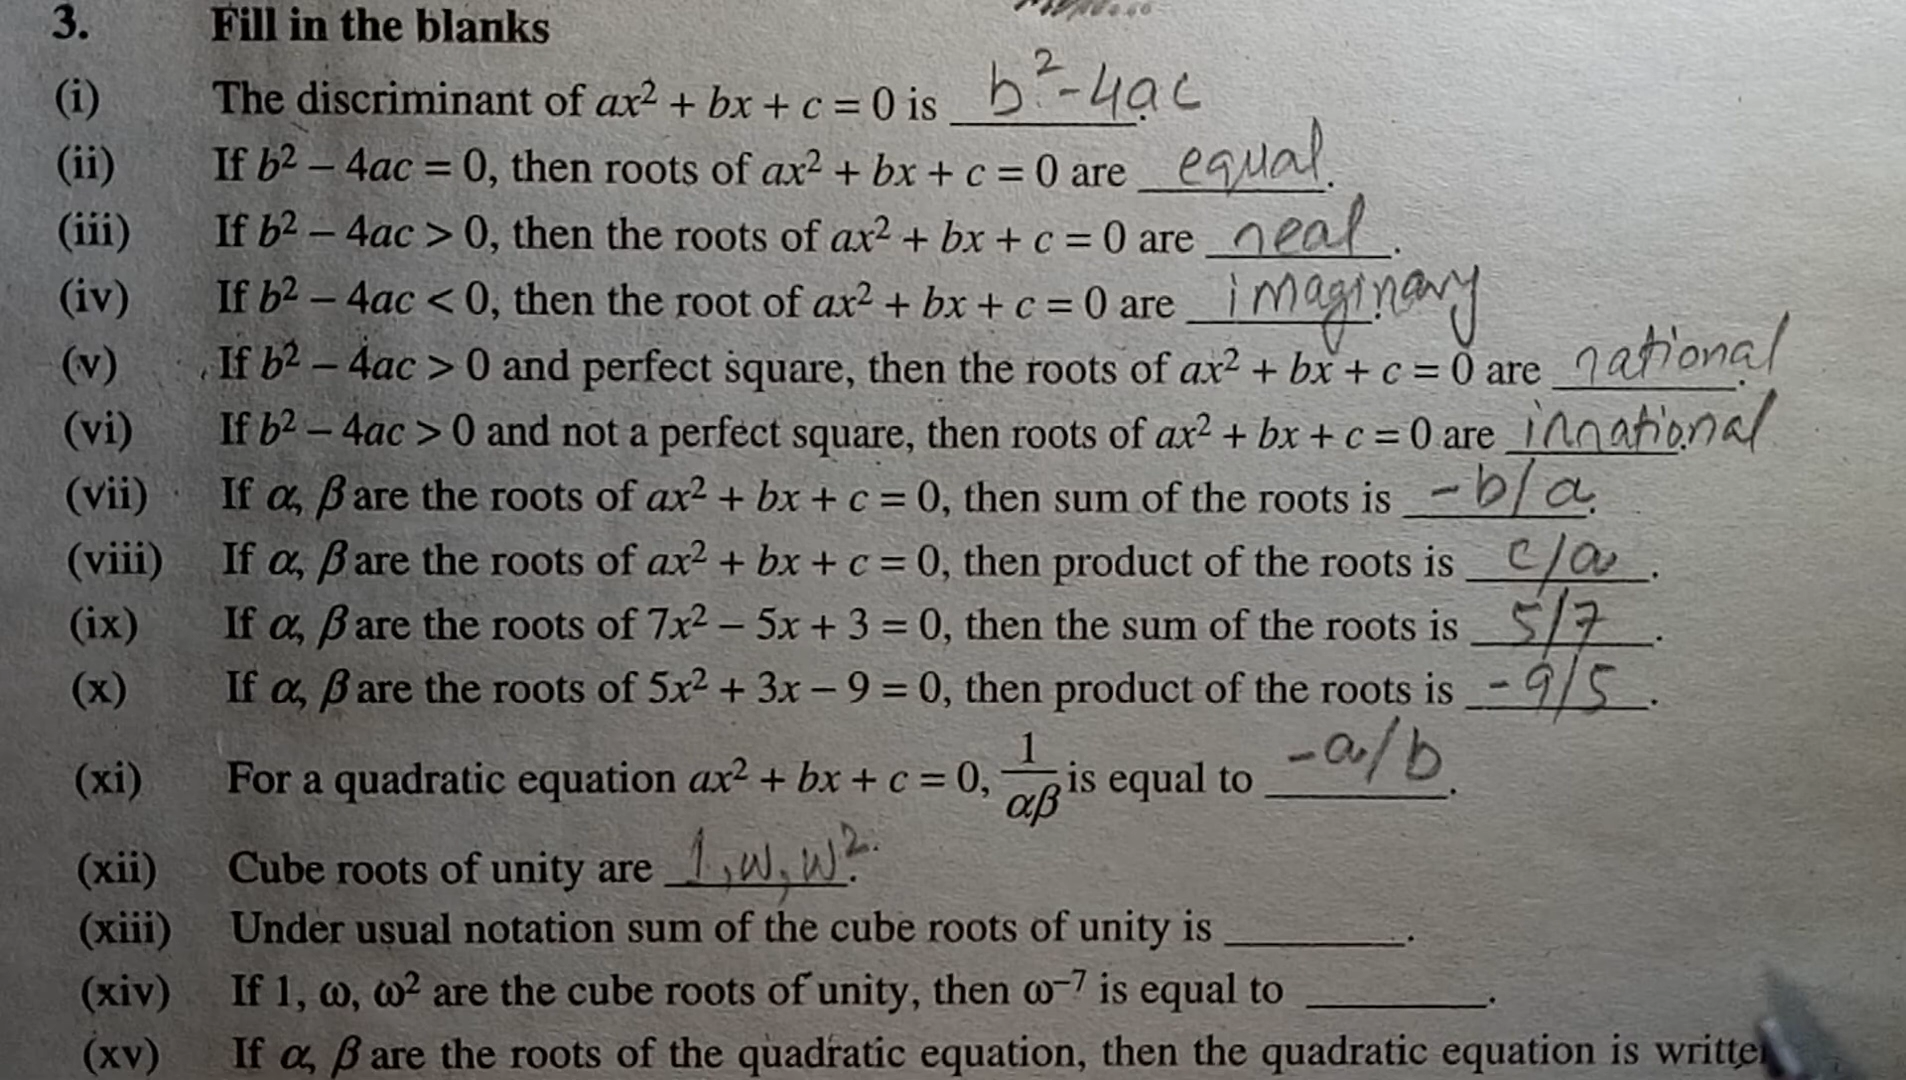 3. Fill in the blanks
(i) The discriminant of ax² + bx + c = 0 is b²-4ac.
(ii) If b² – 4ac = 0, then roots of ax² + bx + c = 0 are equal.
(iii) If b² – 4ac > 0, then the roots of ax² + bx + c = 0 are real.
(iv) If b² – 4ac < 0, then the root of ax² + bx + c = 0 are imaginary.
(v) If b² – 4ac > 0 and perfect square, then the roots of ax² + bx + c = 0 are rational.
(vi) If b² – 4ac > 0 and not a perfect square, then roots of ax² + bx + c = 0 are irrational.
(vii) If α, β are the roots of ax² + bx + c = 0, then sum of the roots is -b/a.
(viii) If α, β are the roots of ax² + bx + c = 0, then product of the roots is c/a.
(ix) If α, β are the roots of 7x² – 5x + 3 = 0, then the sum of the roots is 5/7.
(x) If α, β are the roots of 5x² + 3x – 9 = 0, then product of the roots is -9/5.
(xi) For a quadratic equation ax² + bx + c = 0, 1/αβ is equal to -a/b.
(xii) Cube roots of unity are 1, w, w².
(xiii) Under usual notation sum of the cube roots of unity is ________.
(xiv) If 1, ω, ω² are the cube roots of unity, then ω⁻⁷ is equal to ________.
(xv) If α, β are the roots of the quadratic equation, then the quadratic equation is